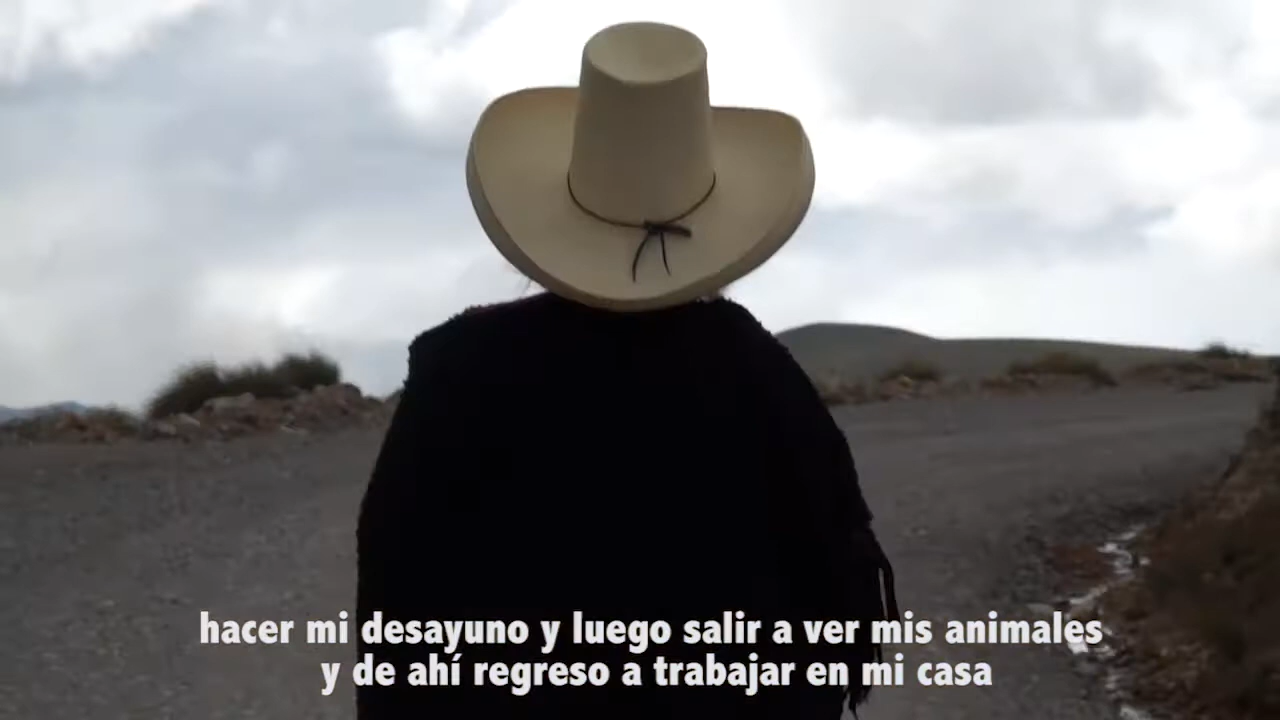 hacer mi desayuno y luego salir a ver mis animales
y de ahí regreso a trabajar en mi casa